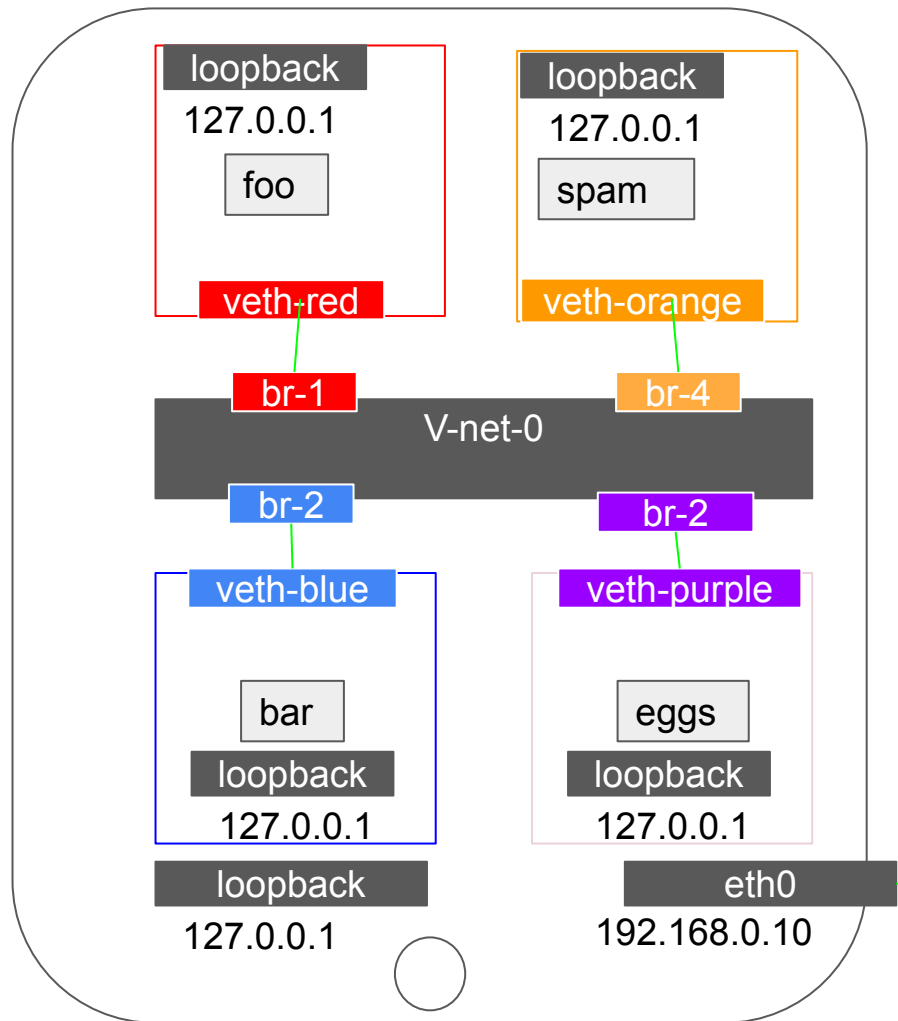 loopback
127.0.0.1
foo
veth-red
loopback
127.0.0.1
spam
veth-orange
br-1
br-4
V-net-0
br-2
br-2
veth-blue
bar
loopback
127.0.0.1
veth-purple
eggs
loopback
127.0.0.1
loopback
127.0.0.1
eth0
192.168.0.10